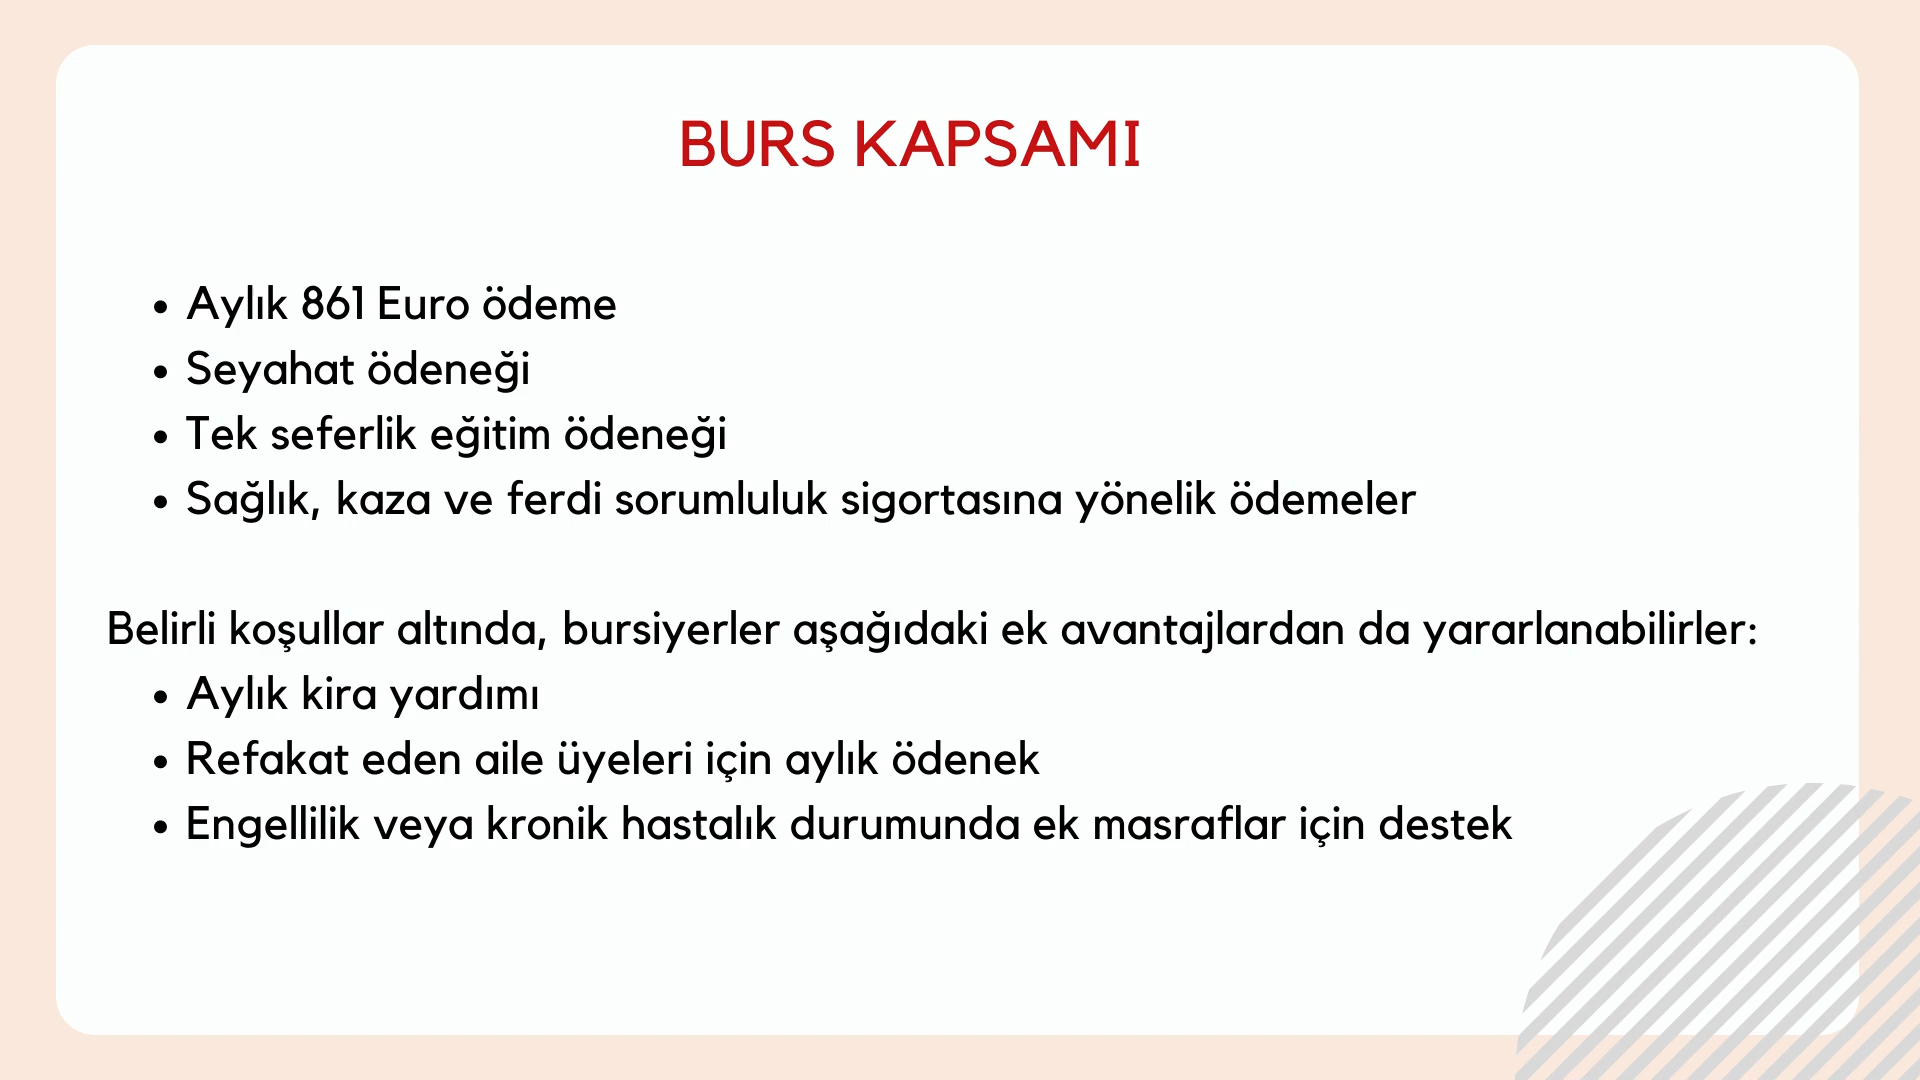 BURS KAPSAMI
• Aylık 861 Euro ödeme
• Seyahat ödeneği
• Tek seferlik eğitim ödeneği
• Sağlık, kaza ve ferdi sorumluluk sigortasına yönelik ödemeler
Belirli koşullar altında, bursiyerler aşağıdaki ek avantajlardan da yararlanabilirler:
• Aylık kira yardımı
• Refakat eden aile üyeleri için aylık ödenek
• Engellilik veya kronik hastalık durumunda ek masraflar için destek